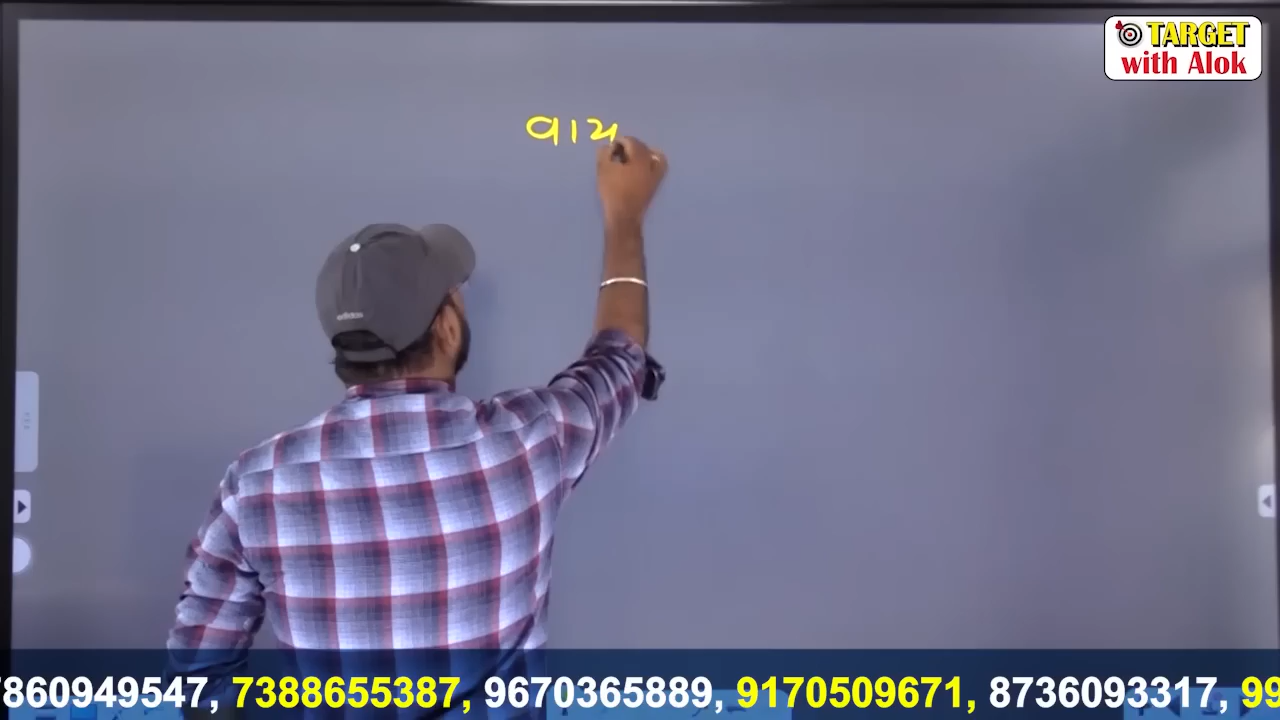 TARGET
with Alok
वाय
7860949547, 7388655387, 9670365889, 9170509671, 8736093317, 99